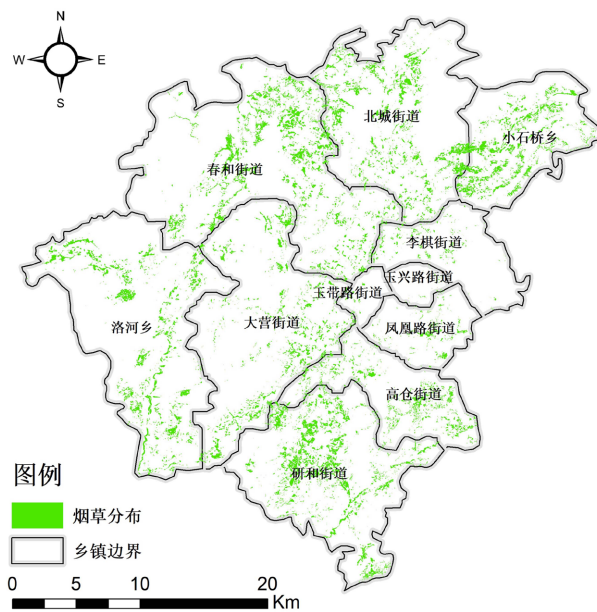 N
W E
S
北城街道
小石桥乡
春和街道
李棋街道
玉兴路街道
玉带路街道
洛河乡
大营街道
凤凰路街道
高仓街道
研和街道
图例
烟草分布
乡镇边界
0 5 10 20
Km